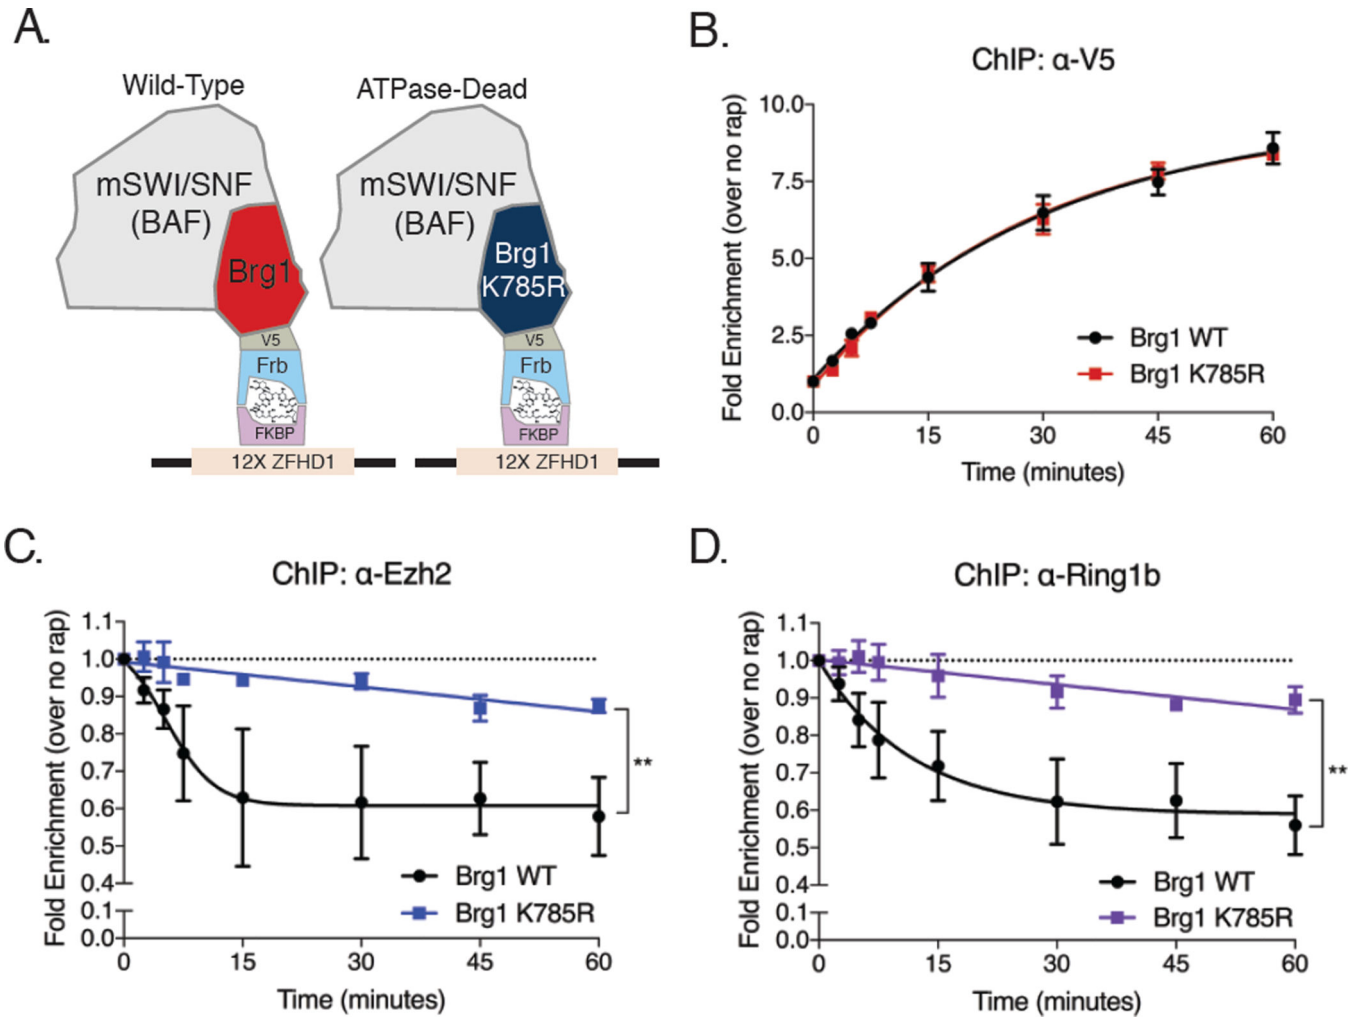 A.
Wild-Type
ATPase-Dead
mSWI/SNF
(BAF)
Brg1
V5
Frb
FKBP
12X ZFHD1
mSWI/SNF
(BAF)
Brg1
K785R
V5
Frb
FKBP
12X ZFHD1
B.
ChIP: α-V5
Fold Enrichment (over no rap)
10.0
7.5
5.0
2.5
0.0
Brg1 WT
Brg1 K785R
0 15 30 45 60
Time (minutes)
C.
ChIP: α-Ezh2
Fold Enrichment (over no rap)
1.1
1.0
0.9
0.8
0.7
0.6
0.5
0.4
0.1
0.0
**
Brg1 WT
Brg1 K785R
0 15 30 45 60
Time (minutes)
D.
ChIP: α-Ring1b
Fold Enrichment (over no rap)
1.1
1.0
0.9
0.8
0.7
0.6
0.5
0.4
0.1
0.0
**
Brg1 WT
Brg1 K785R
0 15 30 45 60
Time (minutes)